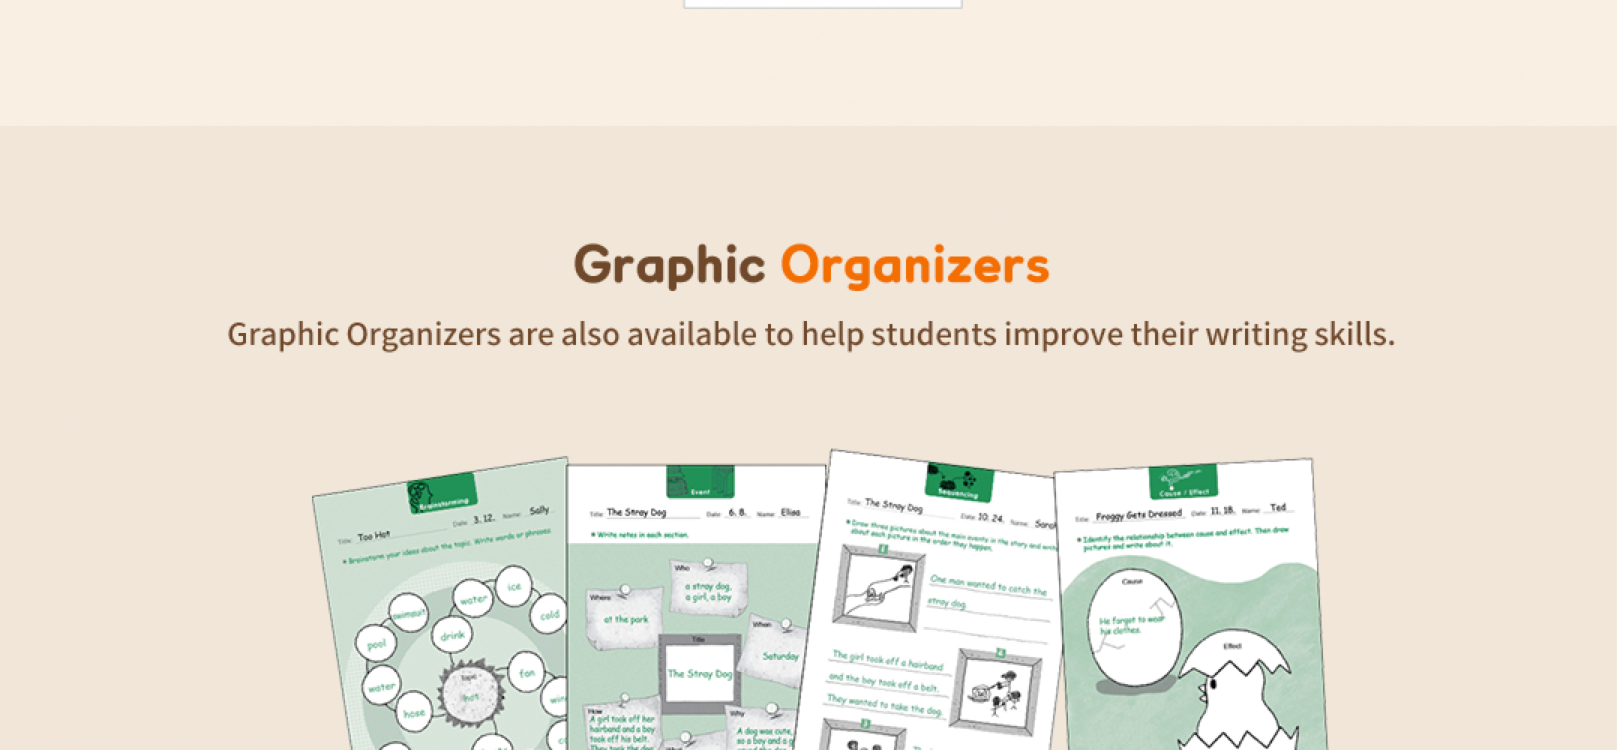 Graphic Organizers
Graphic Organizers are also available to help students improve their writing skills.
Brainstorming
Title: Too Hot Date: 3. 12. Name: Sally
Brainstorm your ideas about the topic. Write words or phrases.
ice
water
cold
swimsuit
drink
pool
fan
topic
hot
water
hose
Event
Title: The Stray Dog Date: 6. 8. Name: Elisa
Write notes in each section.
Who
a stray dog,
a girl, a boy
Where
at the park
When
Saturday
Title
The Stray Dog
How
A girl took off her
hairband and a boy
took off his belt.
They took the dog
Why
A dog was cute,
so a boy and a g
What
Sequencing
Title: The Stray Dog Date: 10. 24. Name: Sarah
Draw three pictures about the main events in the story and write
about each picture in the order they happen.
1
One man wanted to catch the
stray dog.
The girl took off a hairband
and the boy took off a belt.
They wanted to take the dog.
3
Cause / Effect
Title: Froggy Gets Dressed Date: 11. 18. Name: Ted
Identify the relationship between cause and effect. Then draw
pictures and write about it.
Cause
He forgot to wear
his clothes.
Effect